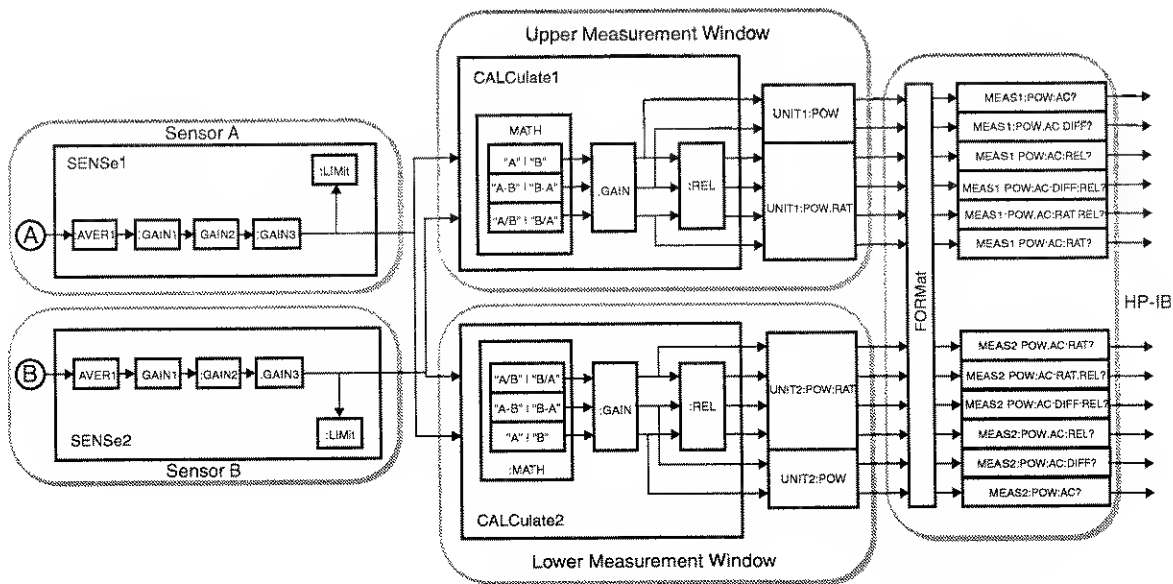 Upper Measurement Window
CALCulate1
MATH
"A" | "B"
"A-B" | "B-A"
"A/B" | "B/A"
:GAIN
:REL
UNIT1:POW
UNIT1:POW:RAT
Sensor A
SENSe1
:LIMit
A
AVER1
:GAIN1
GAIN2
:GAIN3
FORMat
MEAS1:POW:AC?
MEAS1:POW.AC DIFF?
MEAS1 POW:AC:REL?
MEAS1 POW:AC:DIFF:REL?
MEAS1:POW:AC:RAT REL?
MEAS1 POW:AC:RAT?
HP-IB
Sensor B
SENSe2
:LIMit
B
AVER1
GAIN1
:GAIN2
.GAIN3
"A/B" | "B/A"
"A-B" | "B-A"
"A" | "B"
:MATH
:GAIN
:REL
UNIT2:POW:RAT
UNIT2:POW
CALCulate2
Lower Measurement Window
MEAS2 POW.AC:RAT?
MEAS2 POW:AC:RAT.REL?
MEAS2 POW:AC:DIFF REL?
MEAS2:POW.AC:REL?
MEAS2:POW:AC:DIFF?
MEAS2:POW:AC?